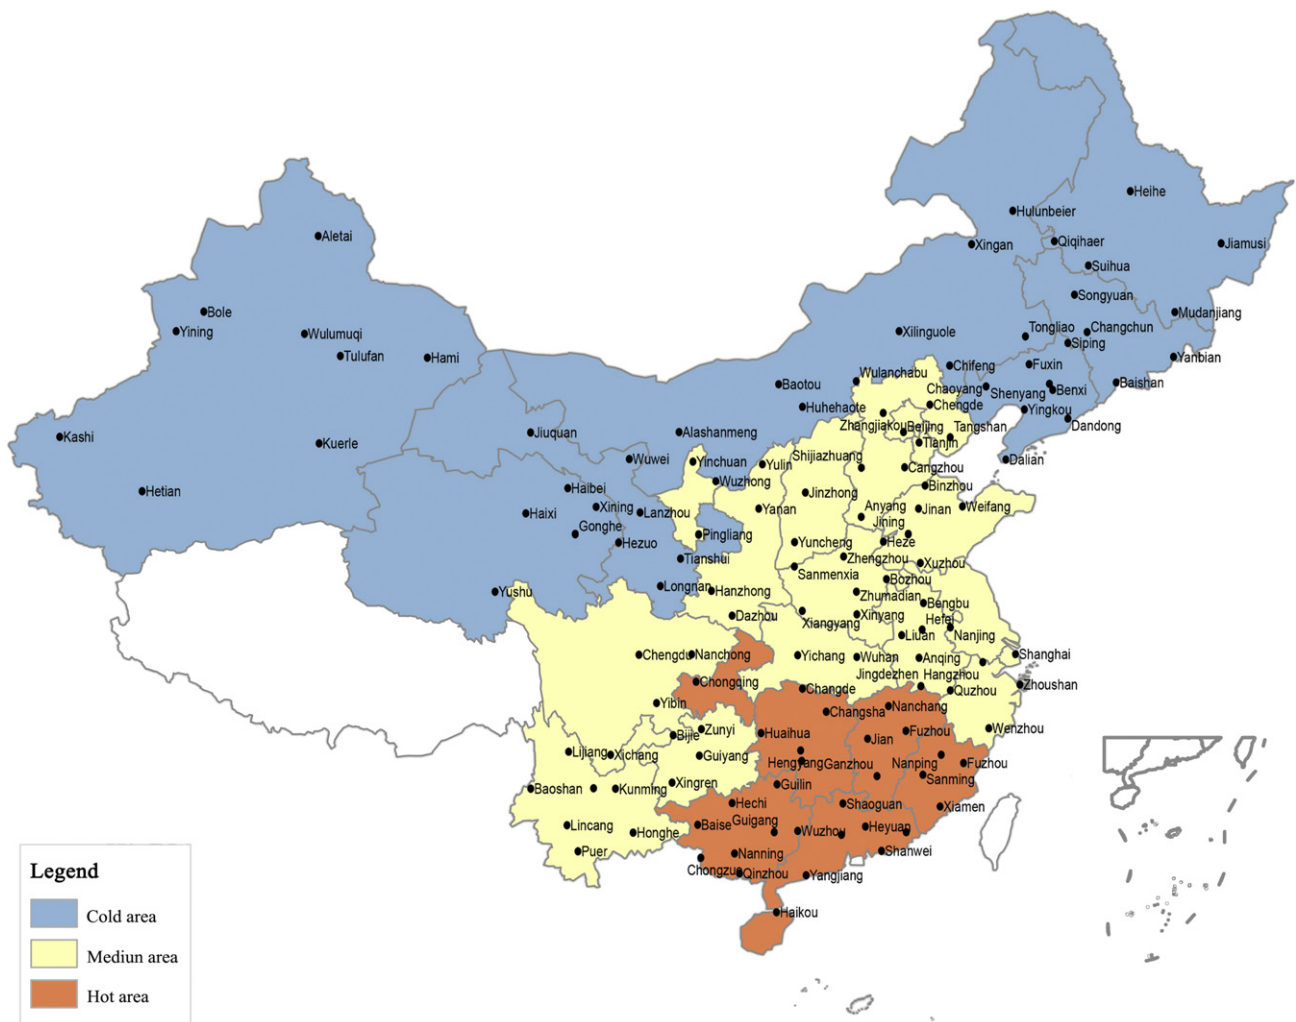 Heihe
Hulunbeier
Aletai
Xingan
Qiqihaer
Jiamusi
Suihua
Songyuan
Bole
Mudanjiang
Yining
Wulumuqi
Xilinguole
Tongliao
Changchun
Siping
Tulufan
Hami
Yanbian
Chifeng
Fuxin
Wulanchabu
Baotou
Chaoyang
Shenyang
Benxi
Baishan
Huhehaote
Chengde
Yingkou
Zhangjiakou
Beijing
Tangshan
Dandong
Kashi
Kuerle
Jiuquan
Alashanmeng
Tianjin
Shijiazhuang
Wuwei
Yinchuan
Yulin
Cangzhou
Dalian
Wuzhong
Binzhou
Hetian
Haibei
Jinzhong
Xining
Lanzhou
Yanan
Anyang
Jinan
Weifang
Haixi
Gonghe
Jining
Pingliang
Hezuo
Yuncheng
Heze
Tianshui
Zhengzhou
Xuzhou
Sanmenxia
Bozhou
Longnan
Yushu
Hanzhong
Zhumadian
Bengbu
Dazhou
Xiangyang
Xinyang
Hefei
Liuan
Nanjing
Chengdu
Nanchong
Yichang
Wuhan
Anqing
Shanghai
Jingdezhen
Hangzhou
Chongqing
Changde
Quzhou
Zhoushan
Yibin
Changsha
Nanchang
Zunyi
Bijie
Huaihua
Jian
Fuzhou
Wenzhou
Lijiang
Xichang
Guiyang
Hengyang
Ganzhou
Nanping
Fuzhou
Sanming
Baoshan
Kunming
Xingren
Guilin
Hechi
Shaoguan
Xiamen
Lincang
Honghe
Baise
Guigang
Wuzhou
Heyuan
Puer
Nanning
Shanwei
Chongzuo
Qinzhou
Yangjiang
Haikou
Legend
Cold area
Mediun area
Hot area